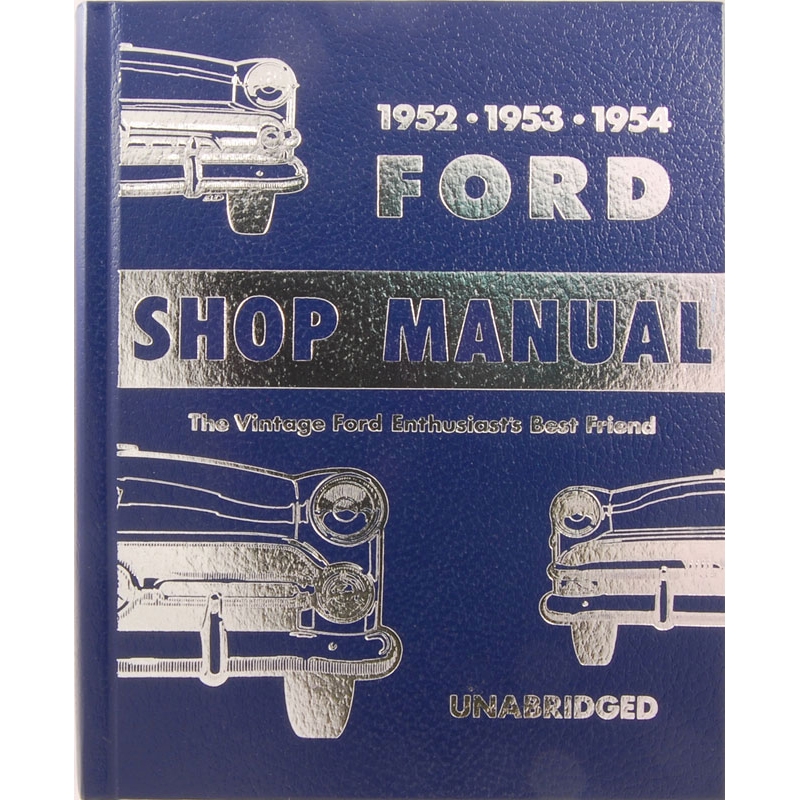 1952 • 1953 • 1954
FORD
SHOP MANUAL
The Vintage Ford Enthusiast's Best Friend
UNABRIDGED